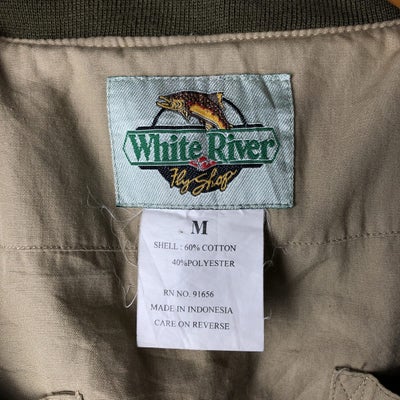 White River
Fly Shop
M
SHELL : 60% COTTON
40%POLYESTER
RN NO. 91656
MADE IN INDONESIA
CARE ON REVERSE